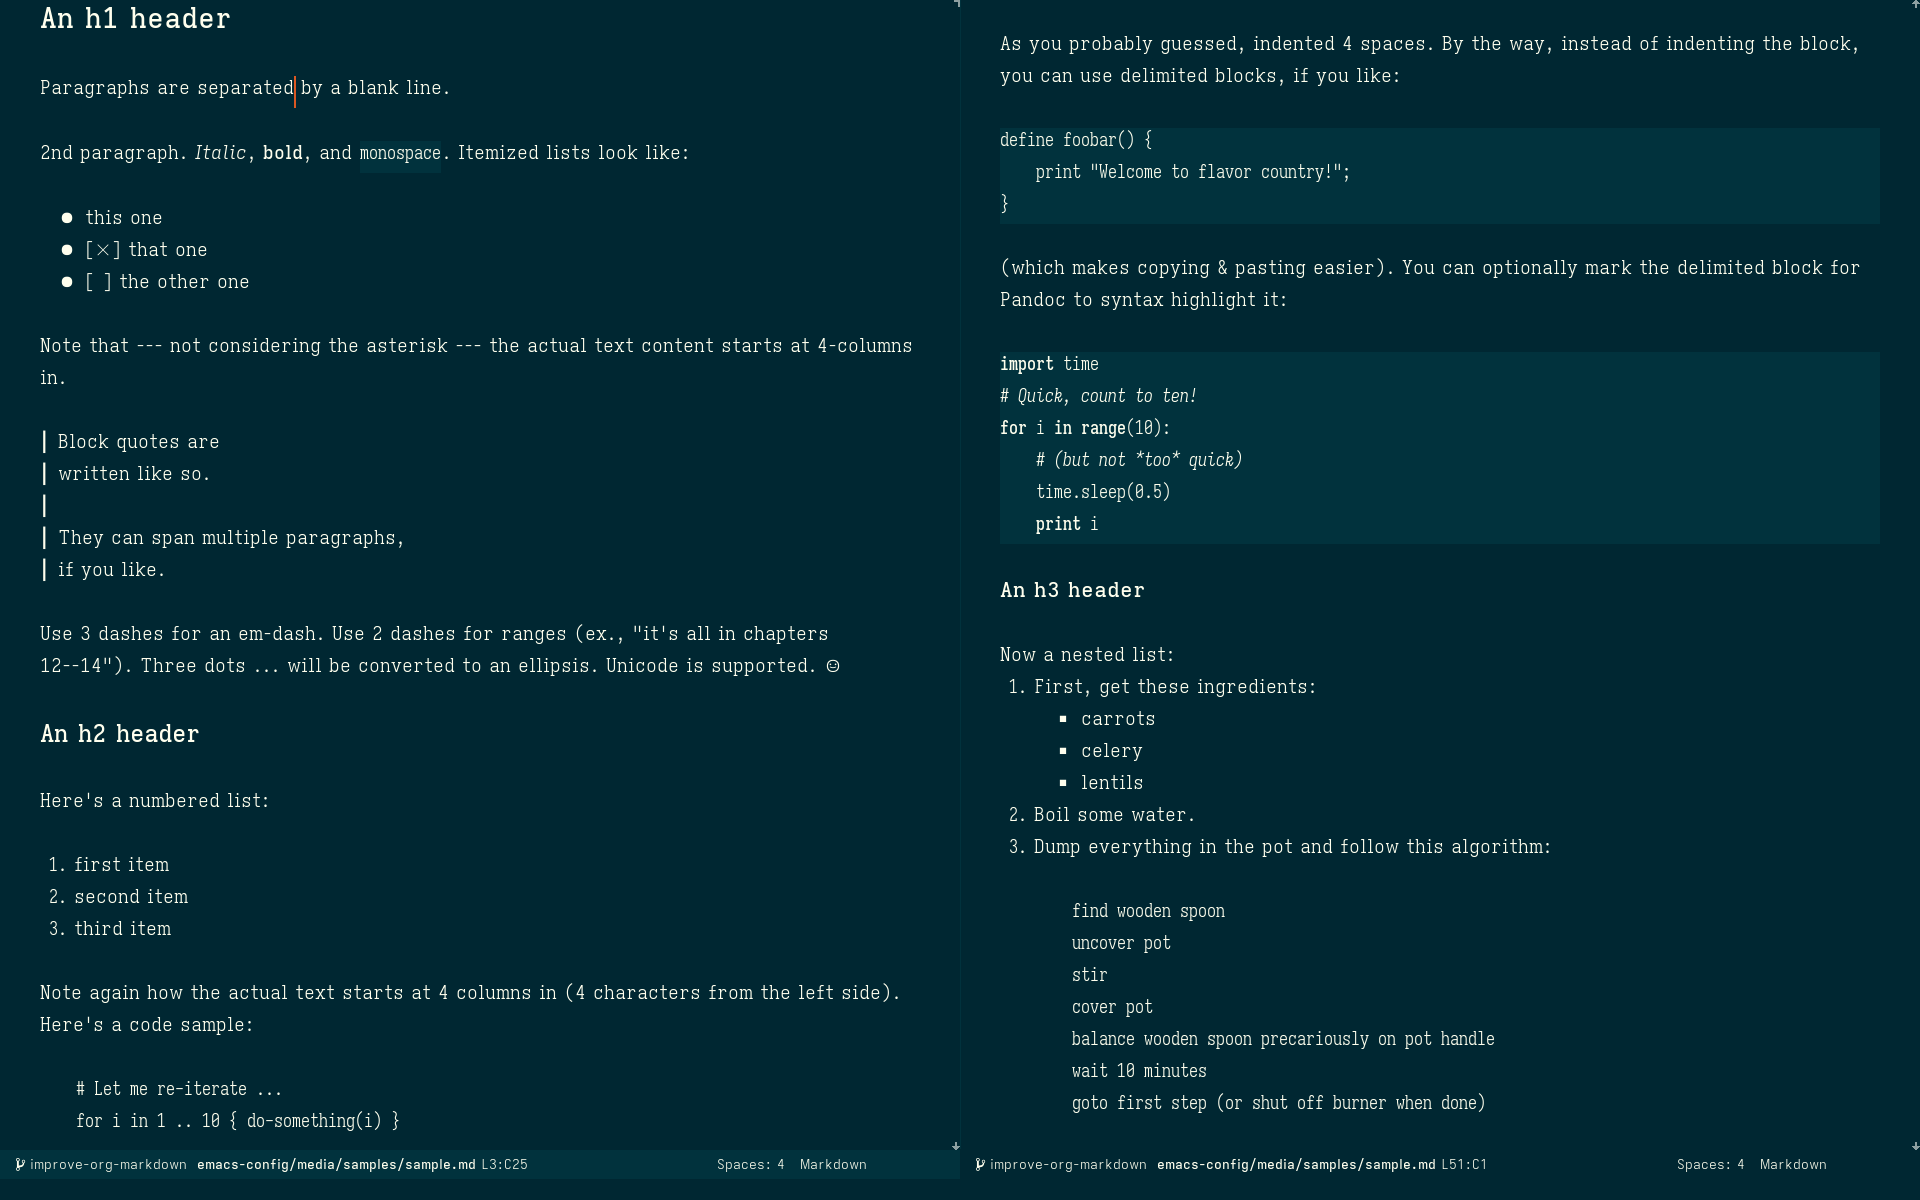 An h1 header
Paragraphs are separated by a blank line.
2nd paragraph. Italic, bold, and monospace. Itemized lists look like:
● this one
● [×] that one
● [ ] the other one
Note that --- not considering the asterisk --- the actual text content starts at 4-columns
in.
| Block quotes are
| written like so.
|
| They can span multiple paragraphs,
| if you like.
Use 3 dashes for an em-dash. Use 2 dashes for ranges (ex., "it's all in chapters
12--14"). Three dots ... will be converted to an ellipsis. Unicode is supported. ☺
An h2 header
Here's a numbered list:
1. first item
2. second item
3. third item
Note again how the actual text starts at 4 columns in (4 characters from the left side).
Here's a code sample:
# Let me re-iterate ...
for i in 1 .. 10 { do-something(i) }
improve-org-markdown emacs-config/media/samples/sample.md L3:C25 Spaces: 4 Markdown
As you probably guessed, indented 4 spaces. By the way, instead of indenting the block,
you can use delimited blocks, if you like:
define foobar() {
    print "Welcome to flavor country!";
}
(which makes copying & pasting easier). You can optionally mark the delimited block for
Pandoc to syntax highlight it:
import time
# Quick, count to ten!
for i in range(10):
    # (but not *too* quick)
    time.sleep(0.5)
    print i
An h3 header
Now a nested list:
1. First, get these ingredients:
▪ carrots
▪ celery
▪ lentils
2. Boil some water.
3. Dump everything in the pot and follow this algorithm:
find wooden spoon
uncover pot
stir
cover pot
balance wooden spoon precariously on pot handle
wait 10 minutes
goto first step (or shut off burner when done)
improve-org-markdown emacs-config/media/samples/sample.md L51:C1 Spaces: 4 Markdown